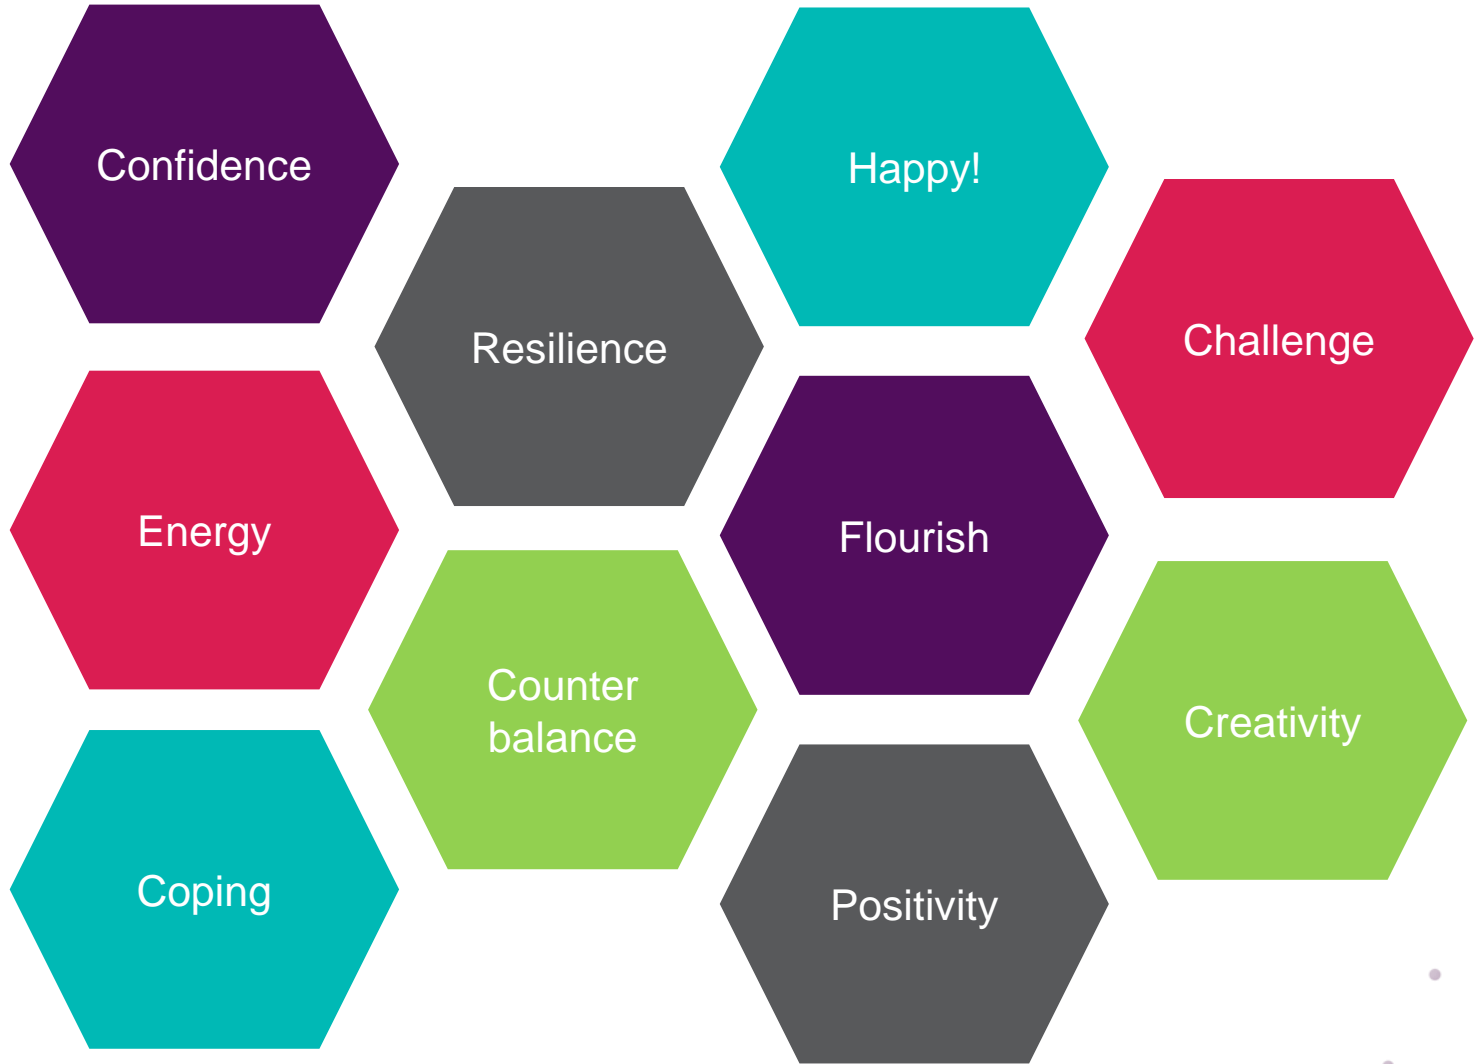 Confidence
Happy!
Resilience
Challenge
Energy
Flourish
Counter
balance
Creativity
Coping
Positivity